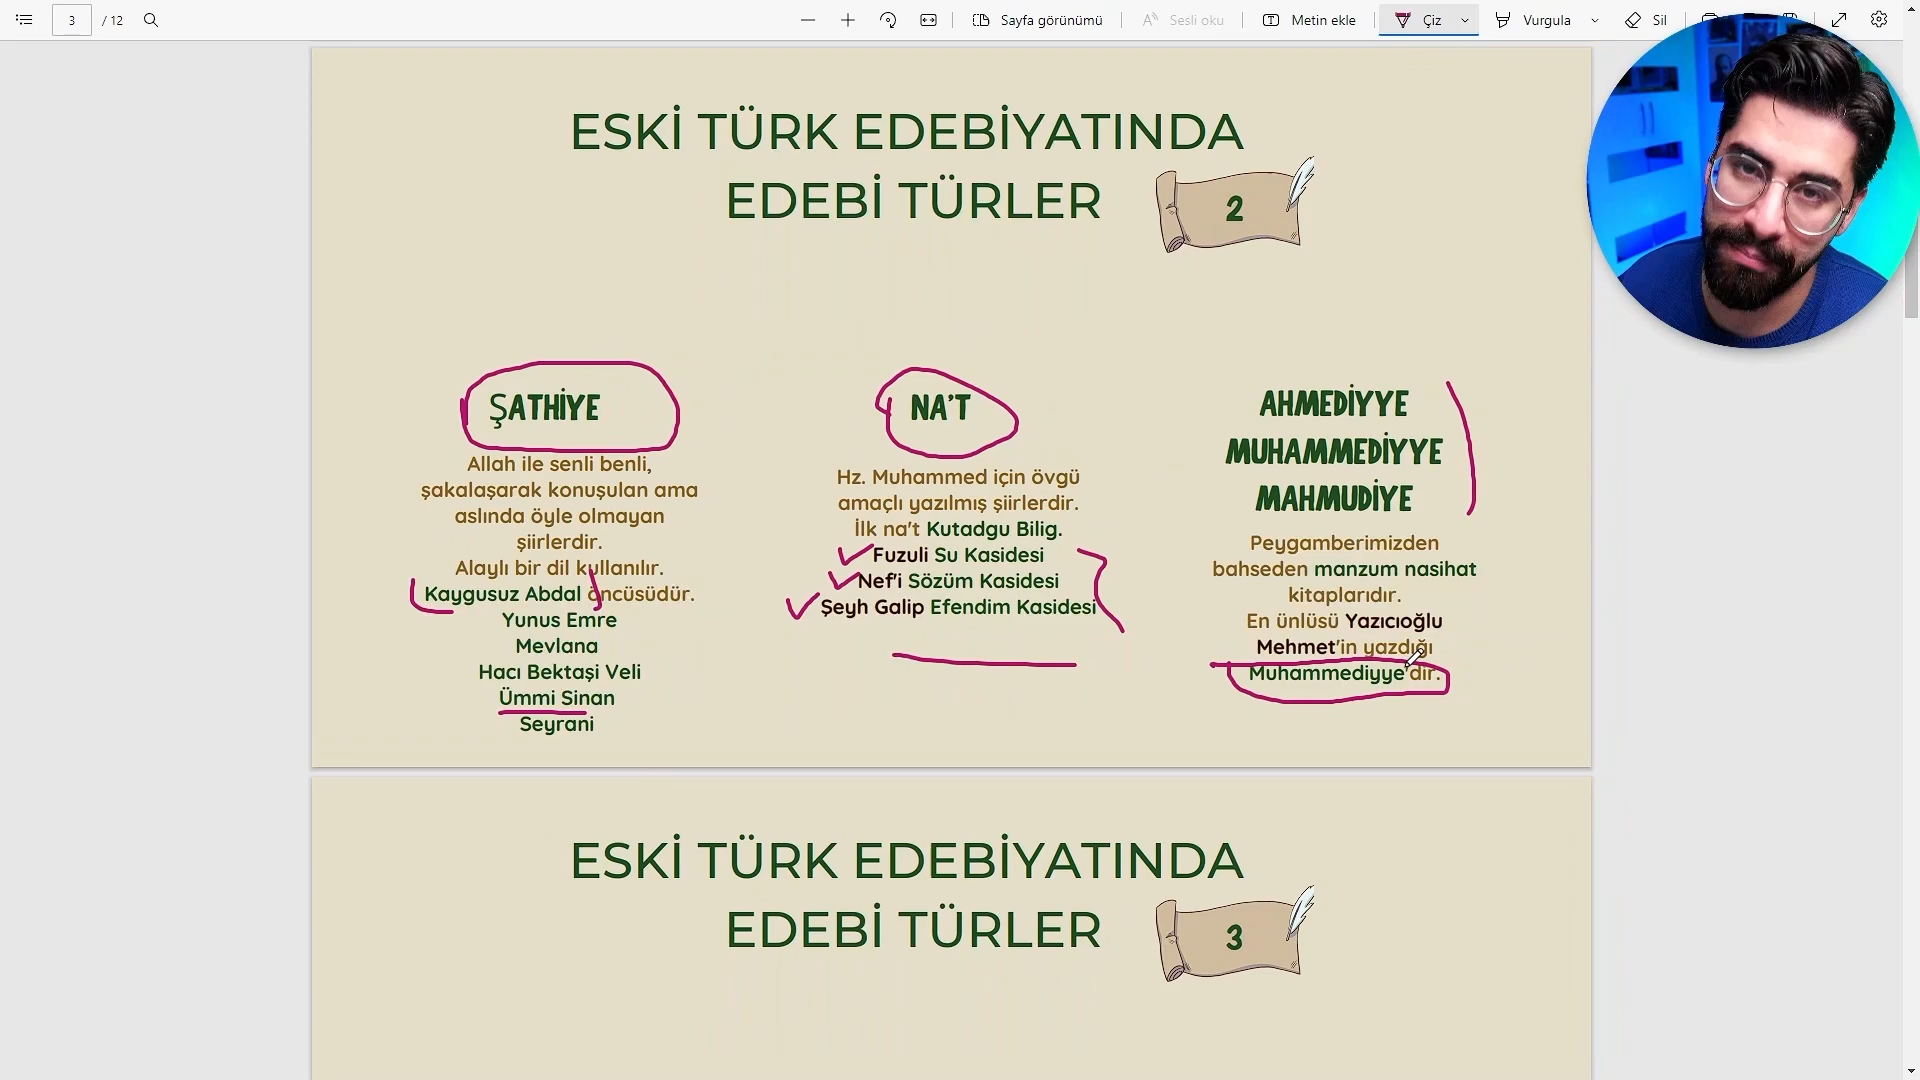 3 / 12
Sayfa görünümü
Sesli oku
Metin ekle
Çiz
Vurgula
Sil
ESKİ TÜRK EDEBİYATINDA
EDEBİ TÜRLER
2
ŞATHİYE
Allah ile senli benli,
şakalaşarak konuşulan ama
aslında öyle olmayan
şiirlerdir.
Alaylı bir dil kullanılır.
Kaygusuz Abdal öncüsüdür.
Yunus Emre
Mevlana
Hacı Bektaşi Veli
Ümmi Sinan
Seyrani
NA'T
Hz. Muhammed için övgü
amaçlı yazılmış şiirlerdir.
İlk na't Kutadgu Bilig.
Fuzuli Su Kasidesi
Nef'i Sözüm Kasidesi
Şeyh Galip Efendim Kasidesi
AHMEDİYYE
MUHAMMEDİYYE
MAHMUDİYE
Peygamberimizden
bahseden manzum nasihat
kitaplarıdır.
En ünlüsü Yazıcıoğlu
Mehmet'in yazdığı
Muhammediyye'dir.
ESKİ TÜRK EDEBİYATINDA
EDEBİ TÜRLER
3